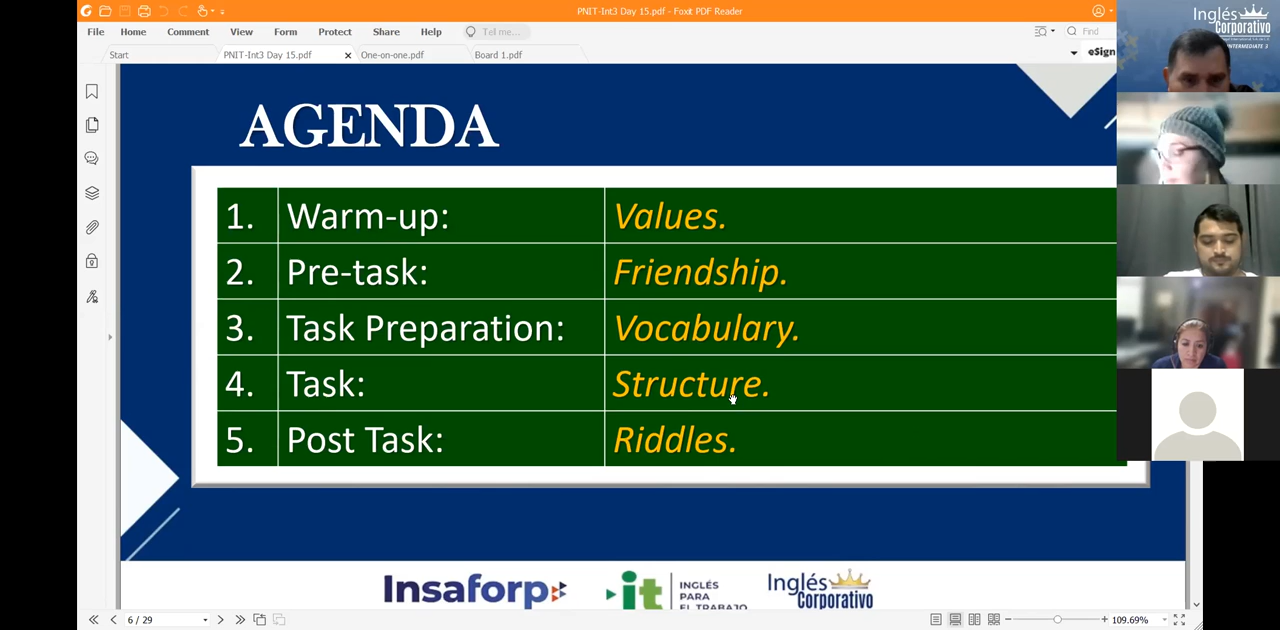 PNIT-Int3 Day 15.pdf - Foxit PDF Reader
File Home Comment View Form Protect Share Help Tell me... Find
Start PNIT-Int3 Day 15.pdf One-on-one.pdf Board 1.pdf eSign
Inglés
Corporativo
INTERMEDIATE 3
AGENDA
1. Warm-up: Values.
2. Pre-task: Friendship.
3. Task Preparation: Vocabulary.
4. Task: Structure.
5. Post Task: Riddles.
Insaforp it INGLÉS PARA EL TRABAJO Inglés Corporativo
6 / 29 109.69%